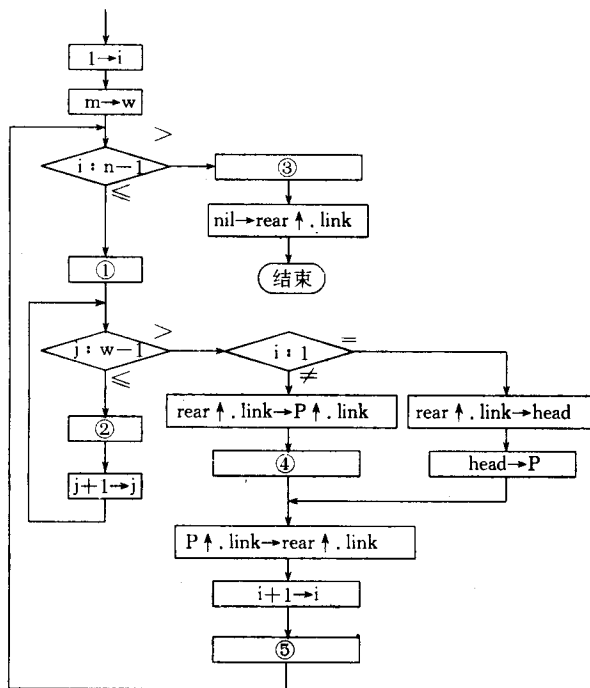 1→i
m→w
>
i : n−1
≤
③
nil→rear↑.link
结束
①
>
j : w−1
≤
=
i : 1
≠
②
j+1→j
rear↑.link→P↑.link
④
rear↑.link→head
head→P
P↑.link→rear↑.link
i+1→i
⑤